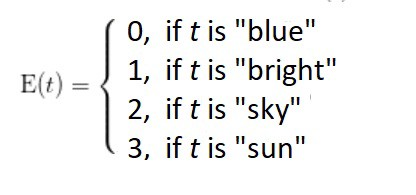 0, if t is "blue"
1, if t is "bright"
E(t) =
2, if t is "sky"
3, if t is "sun"